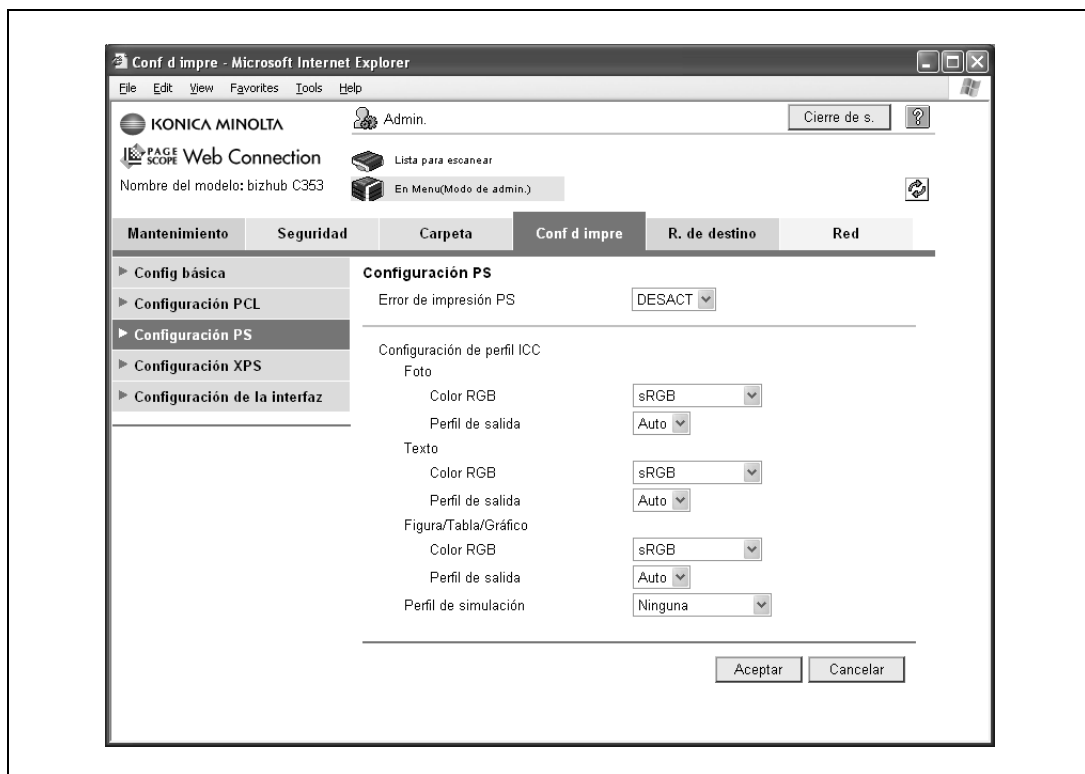 Conf d impre - Microsoft Internet Explorer
File Edit View Favorites Tools Help
KONICA MINOLTA
Admin.
Cierre de s.
?
PAGE SCOPE Web Connection
Lista para escanear
Nombre del modelo: bizhub C353
En Menu(Modo de admin.)
Mantenimiento Seguridad Carpeta Conf d impre R. de destino Red
Config básica
Configuración PCL
Configuración PS
Configuración XPS
Configuración de la interfaz
Configuración PS
Error de impresión PS DESACT
Configuración de perfil ICC
Foto
Color RGB sRGB
Perfil de salida Auto
Texto
Color RGB sRGB
Perfil de salida Auto
Figura/Tabla/Gráfico
Color RGB sRGB
Perfil de salida Auto
Perfil de simulación Ninguna
Aceptar Cancelar